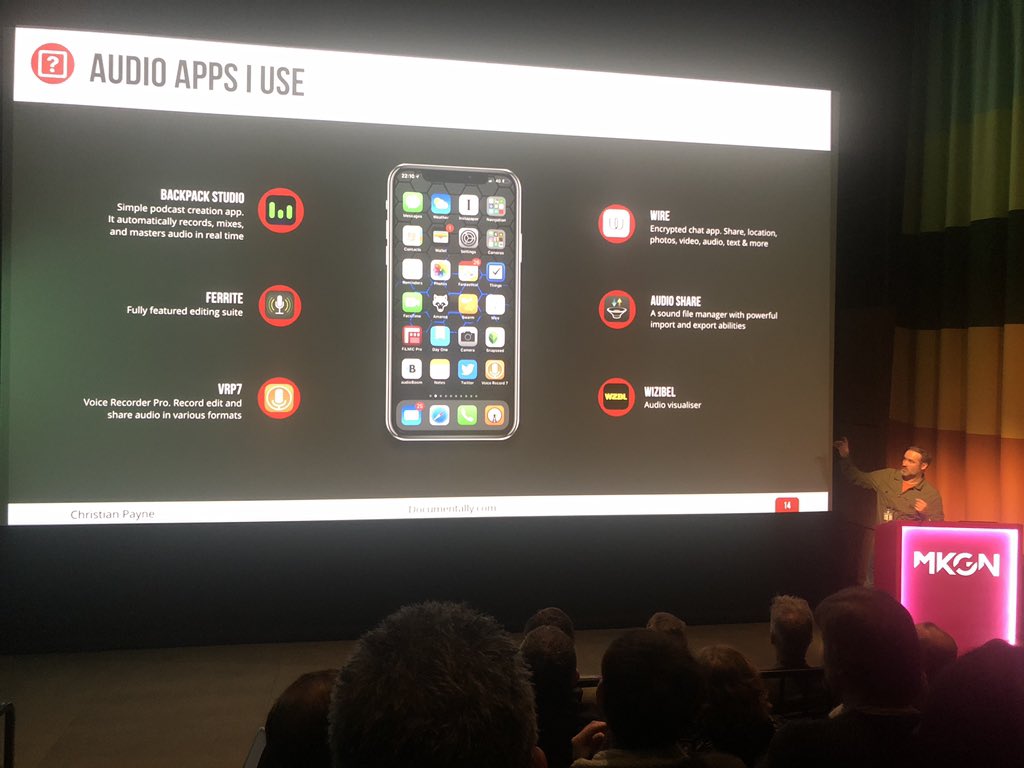 ?
AUDIO APPS I USE
BACKPACK STUDIO
Simple podcast creation app.
It automatically records, mixes,
and masters audio in real time
FERRITE
Fully featured editing suite
VRP7
Voice Recorder Pro. Record edit and
share audio in various formats
22:10
4G
Messages
Weather
Instapaper
Navigation
Contacts
Wallet
Settings
Cameras
Reminders
Photos
Fantastical
Things
FaceTime
Swarm
FiLMiC Pro
Day One
Camera
Snapseed
B
audioBoom
Notes
Twitter
Voice Record 7
WIRE
Encrypted chat app. Share, location,
photos, video, audio, text & more
AUDIO SHARE
A sound file manager with powerful
import and export abilities
WZBL
WIZIBEL
Audio visualiser
Christian Payne
Documentally.com
14
MKGN